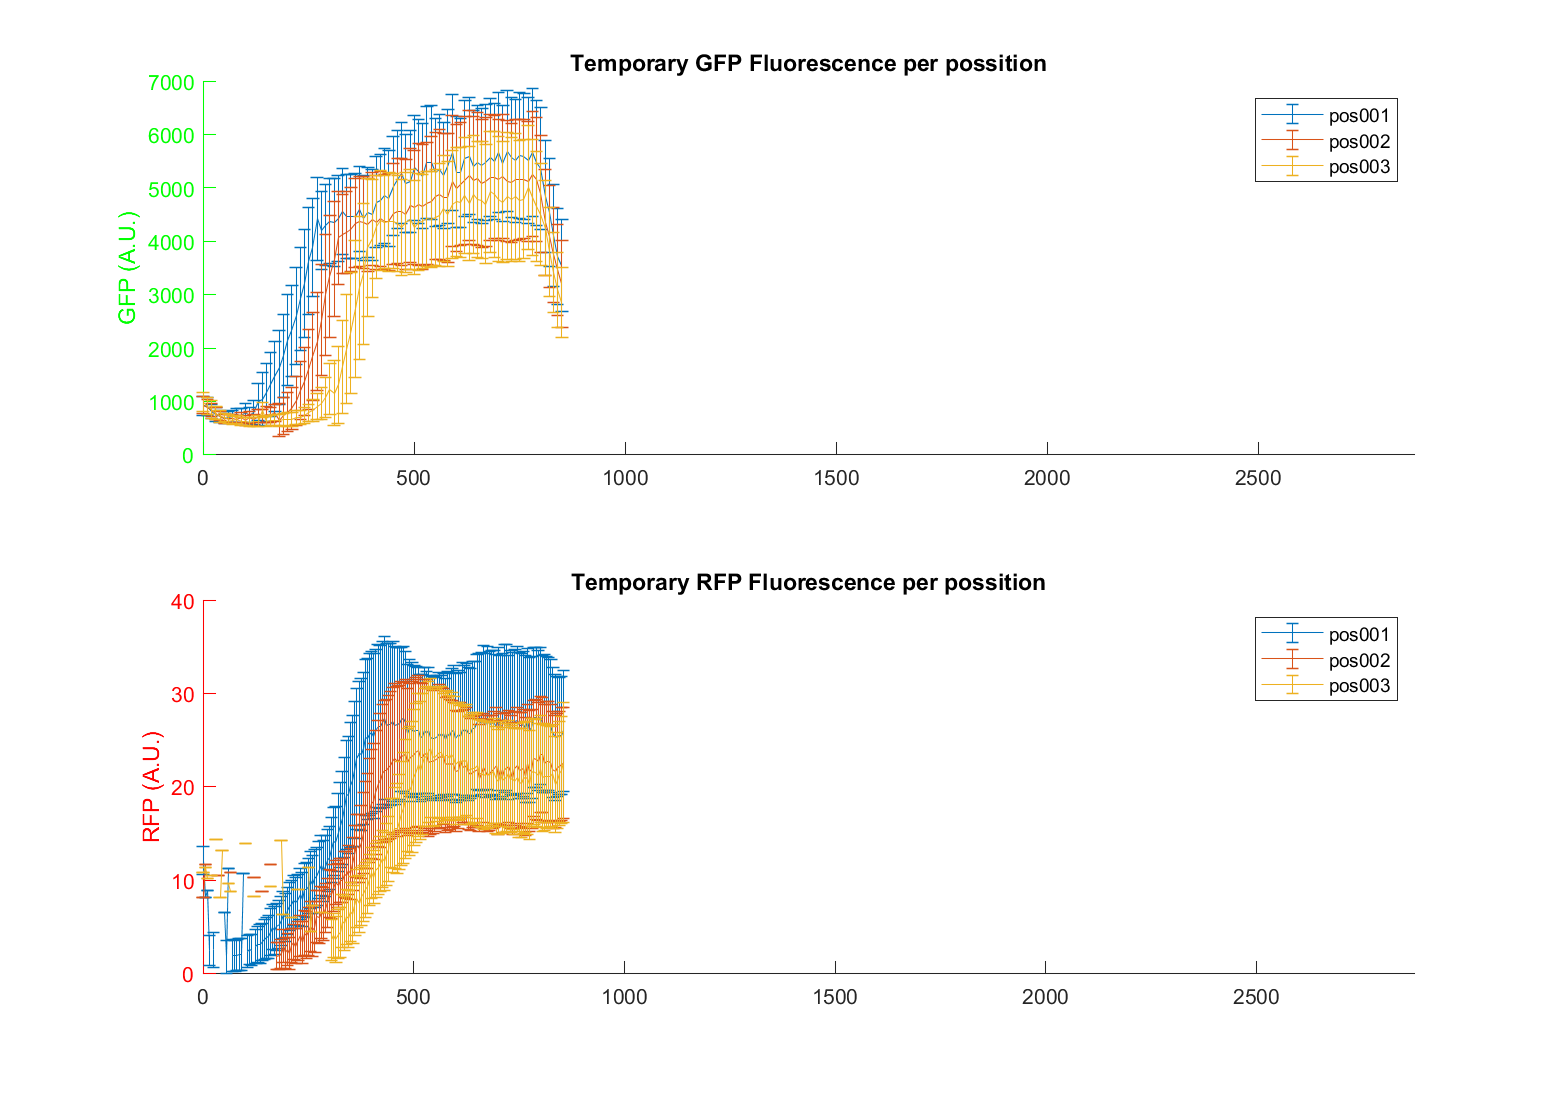 Temporary GFP Fluorescence per possition
7000
6000
5000
4000
3000
2000
1000
0
GFP (A.U.)
0 500 1000 1500 2000 2500
pos001
pos002
pos003
Temporary RFP Fluorescence per possition
40
30
20
10
0
RFP (A.U.)
0 500 1000 1500 2000 2500
pos001
pos002
pos003